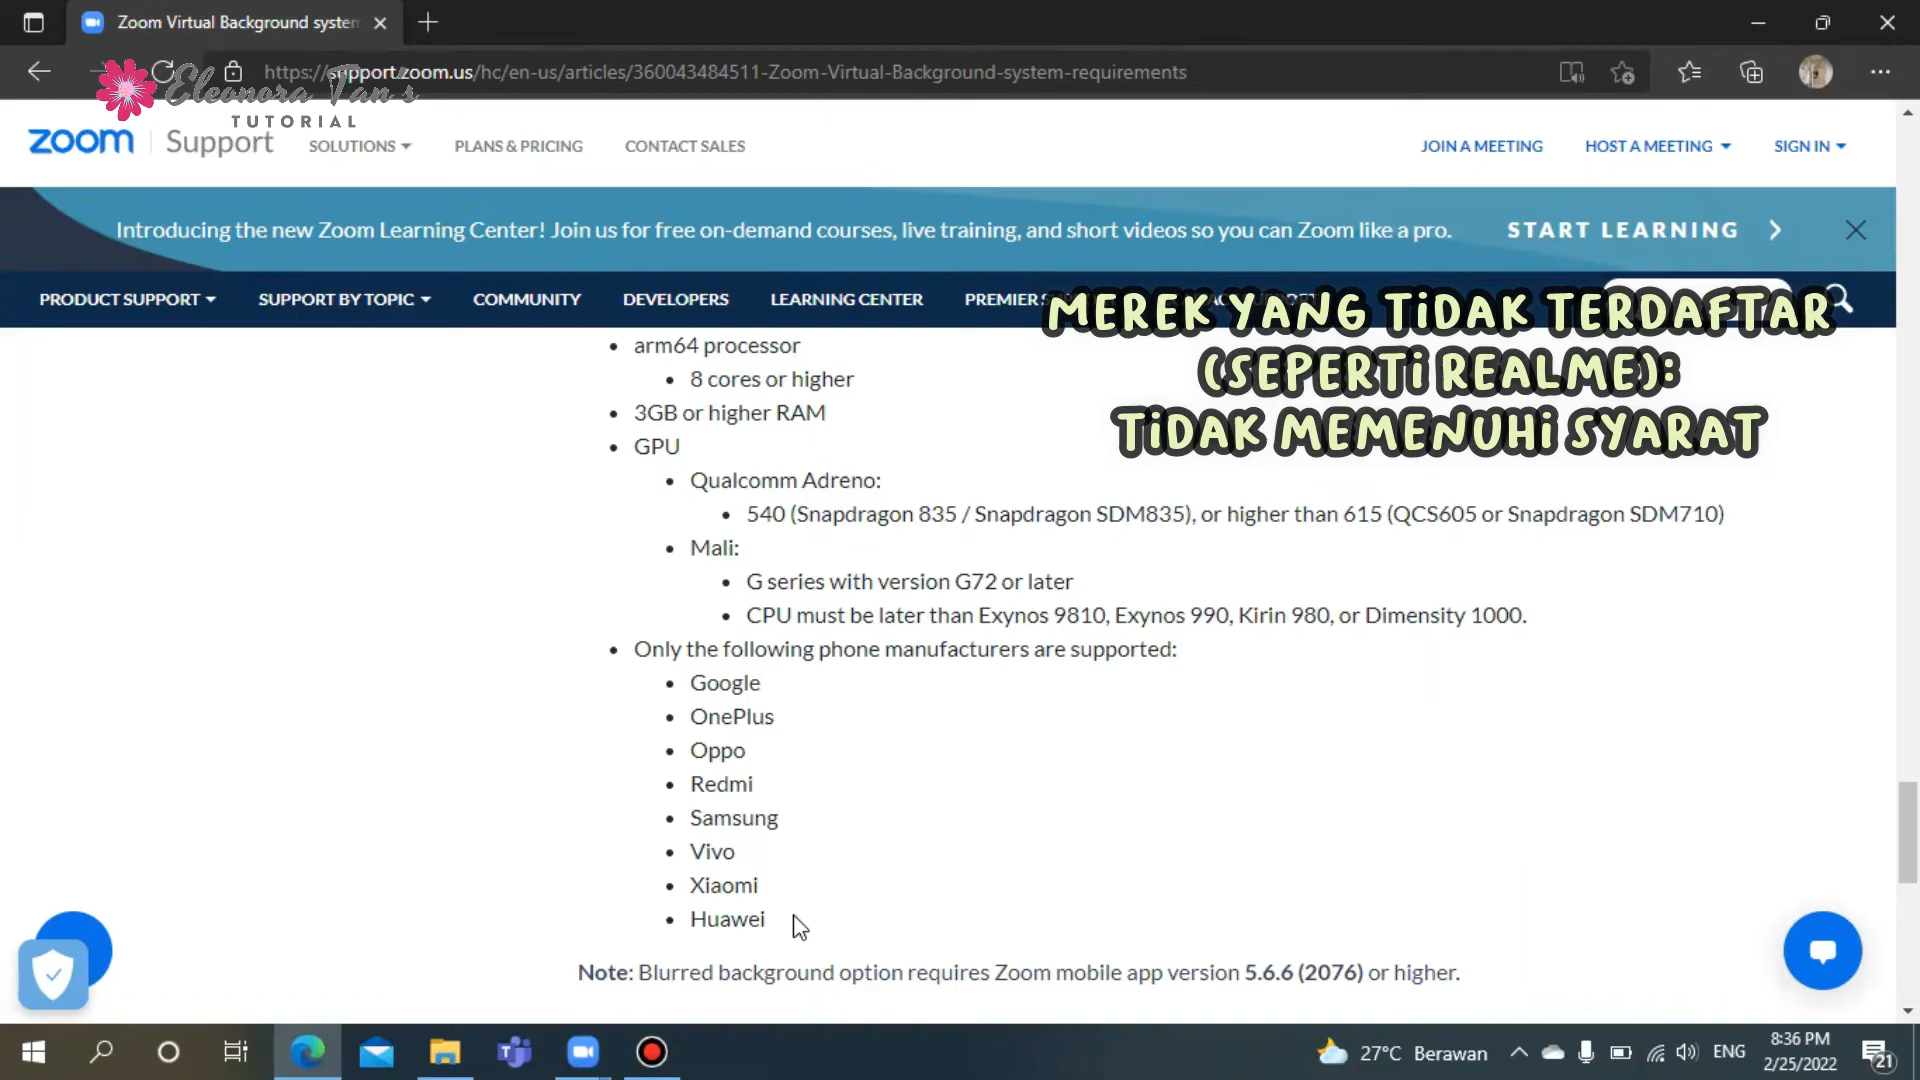 Zoom Virtual Background system
https://support.zoom.us/hc/en-us/articles/360043484511-Zoom-Virtual-Background-system-requirements
Eleonora Tan's
TUTORIAL
zoom Support SOLUTIONS PLANS & PRICING CONTACT SALES JOIN A MEETING HOST A MEETING SIGN IN
Introducing the new Zoom Learning Center! Join us for free on-demand courses, live training, and short videos so you can Zoom like a pro. START LEARNING
PRODUCT SUPPORT SUPPORT BY TOPIC COMMUNITY DEVELOPERS LEARNING CENTER PREMIER
MEREK YANG TIDAK TERDAFTAR
(SEPERTI REALME):
TIDAK MEMENUHI SYARAT
arm64 processor
8 cores or higher
3GB or higher RAM
GPU
Qualcomm Adreno:
540 (Snapdragon 835 / Snapdragon SDM835), or higher than 615 (QCS605 or Snapdragon SDM710)
Mali:
G series with version G72 or later
CPU must be later than Exynos 9810, Exynos 990, Kirin 980, or Dimensity 1000.
Only the following phone manufacturers are supported:
Google
OnePlus
Oppo
Redmi
Samsung
Vivo
Xiaomi
Huawei
Note: Blurred background option requires Zoom mobile app version 5.6.6 (2076) or higher.
27°C Berawan ENG 8:36 PM
2/25/2022 21